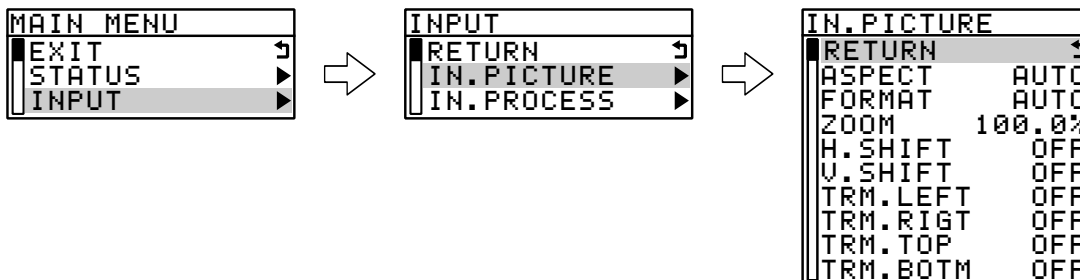 MAIN MENU
EXIT
STATUS
INPUT
INPUT
RETURN
IN.PICTURE
IN.PROCESS
IN.PICTURE
RETURN
ASPECT AUTO
FORMAT AUTO
ZOOM 100.0%
H.SHIFT OFF
V.SHIFT OFF
TRM.LEFT OFF
TRM.RIGT OFF
TRM.TOP OFF
TRM.BOTM OFF